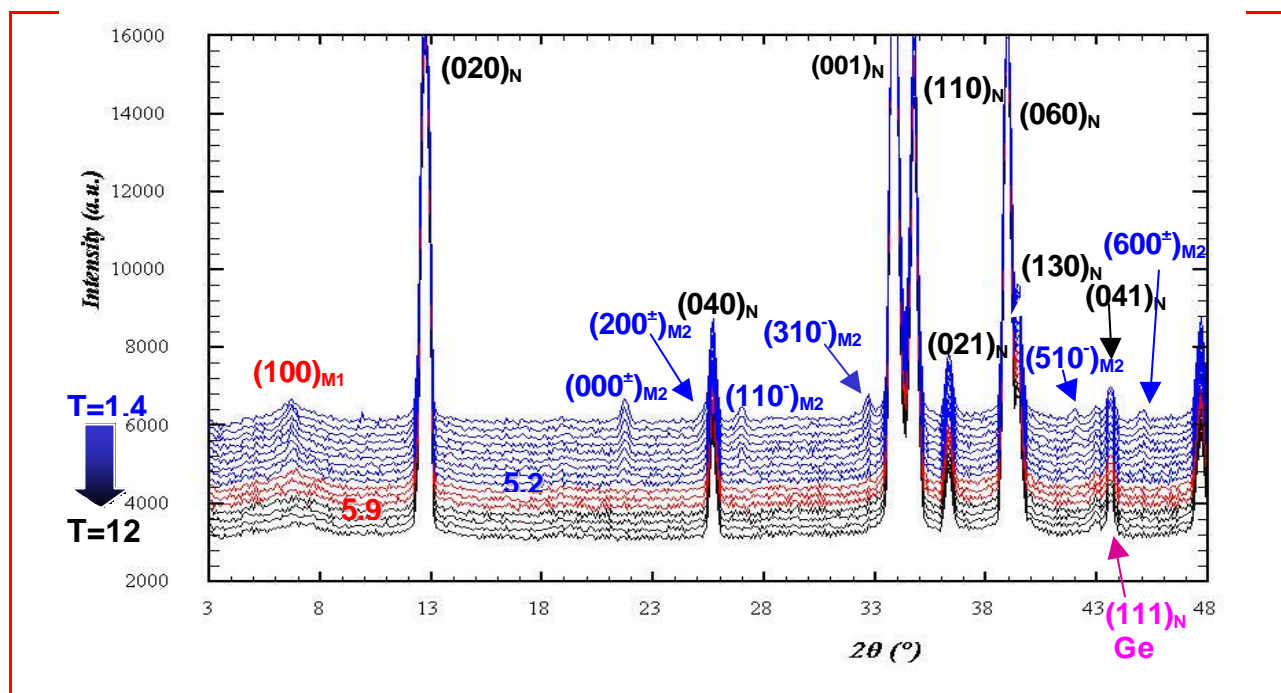 16000
14000
12000
10000
8000
6000
4000
2000
Intensity (a.u.)
(020)N
(001)N
(110)N
(060)N
(130)N
(600±)M2
(041)N
(040)N
(200±)M2
(310-)M2
(021)N
(510-)M2
(100)M1
(000±)M2
(110-)M2
T=1.4
5.2
5.9
T=12
3
8
13
18
23
28
33
38
43
48
2θ (°)
(111)N
Ge